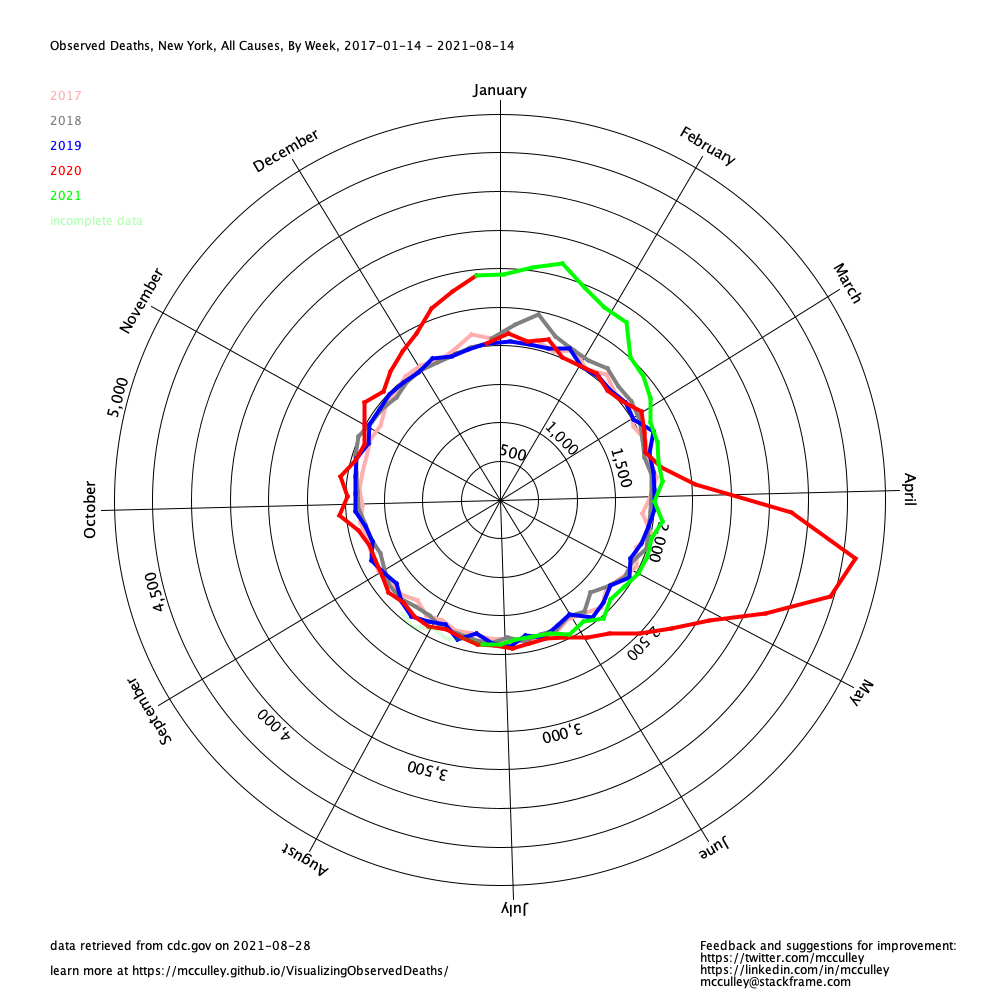 Observed Deaths, New York, All Causes, By Week, 2017-01-14 - 2021-08-14
January
2017
2018
2019
2020
2021
incomplete data
February
December
March
November
5,000
500
1,000
1,500
April
October
2,000
4,500
2,500
May
September
4,000
3,000
3,500
June
August
July
data retrieved from cdc.gov on 2021-08-28
learn more at https://mcculley.github.io/VisualizingObservedDeaths/
Feedback and suggestions for improvement:
https://twitter.com/mcculley
https://linkedin.com/in/mcculley
mcculley@stackframe.com